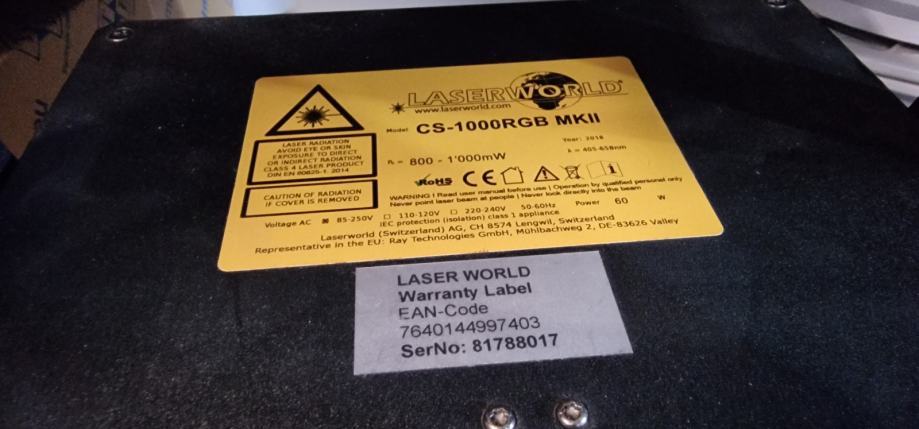 LASERWORLD®
www.laserworld.com
Model CS-1000RGB MKII
Year: 2018
LASER RADIATION
AVOID EYE OR SKIN
EXPOSURE TO DIRECT
OR INDIRECT RADIATION
CLASS 4 LASER PRODUCT
DIN EN 60825-1: 2014
λ = 405-658nm
P₀ = 800 - 1'000mW
RoHS CE
CAUTION OF RADIATION
IF COVER IS REMOVED
WARNING! | Read user manual before use | Operation by qualified personal only
Never point laser beam at people | Never look directly into the beam
Voltage AC ☒ 85-250V ☐ 110-120V ☐ 220-240V 50-60Hz Power 60 W
IEC protection (isolation) class 1 appliance
Laserworld (Switzerland) AG, CH 8574 Lengwil, Switzerland
Representative in the EU: Ray Technologies GmbH, Mühlbachweg 2, DE-83626 Valley
LASER WORLD
Warranty Label
EAN-Code
7640144997403
SerNo: 81788017